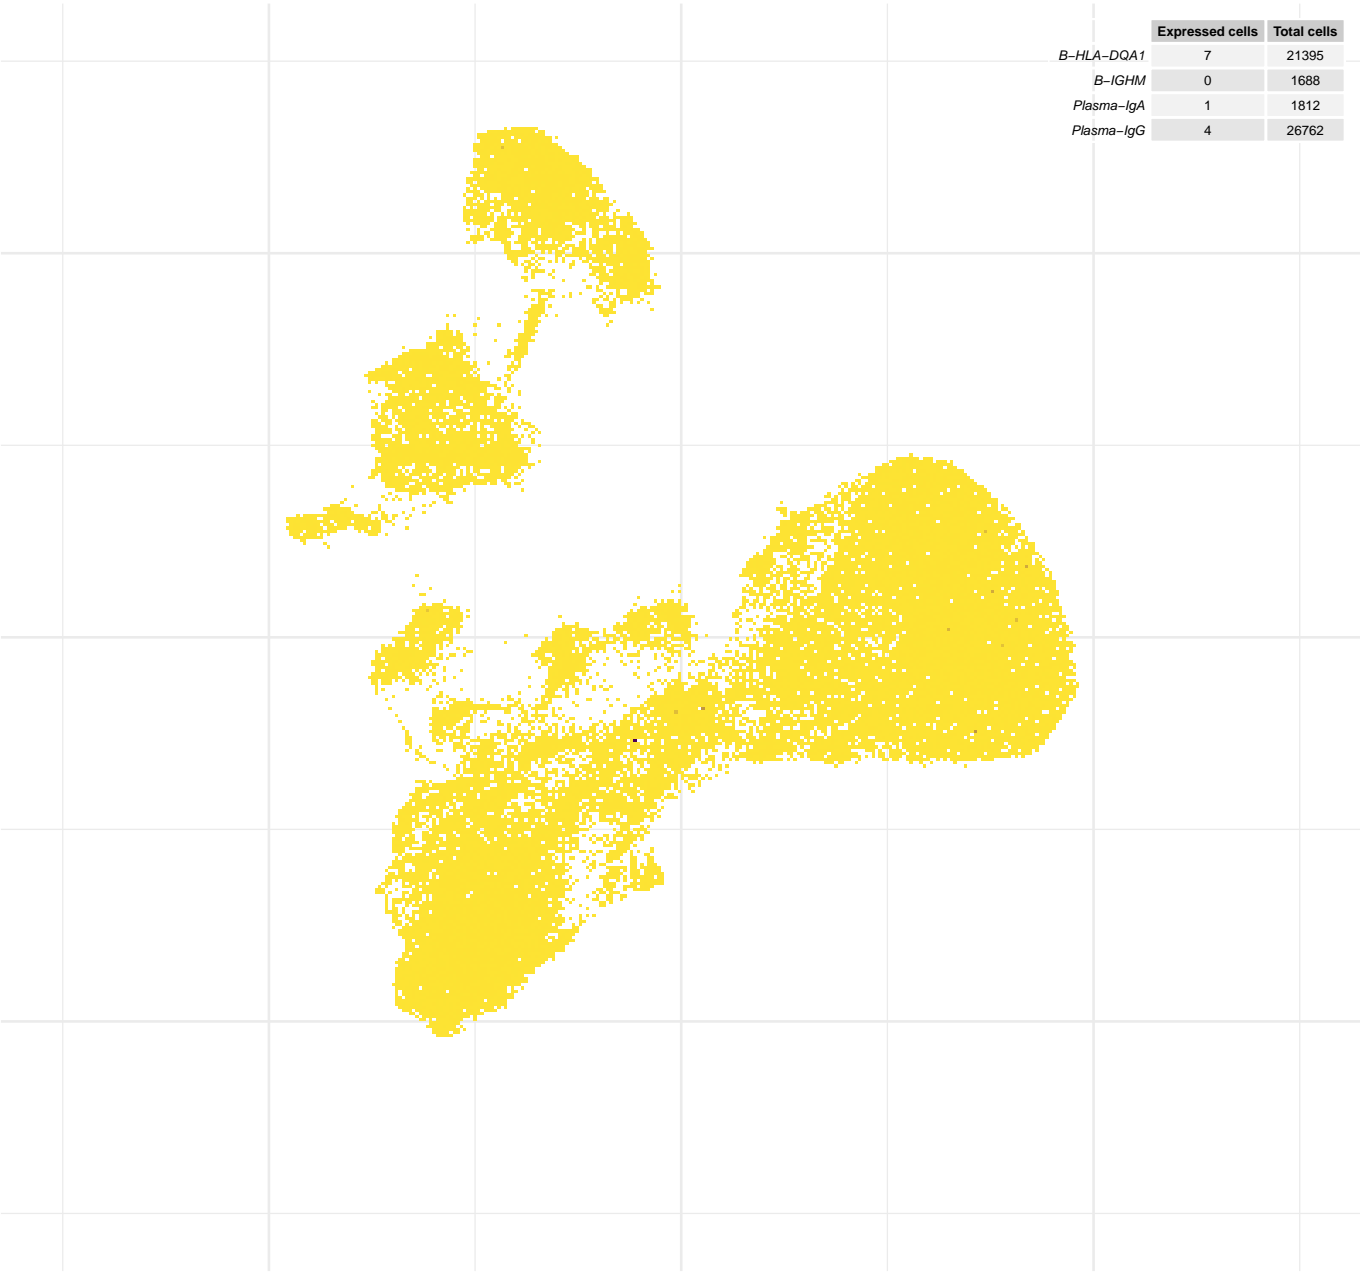 Expressed cells Total cells
B−HLA−DQA1 7 21395
B−IGHM 0 1688
Plasma−IgA 1 1812
Plasma−IgG 4 26762